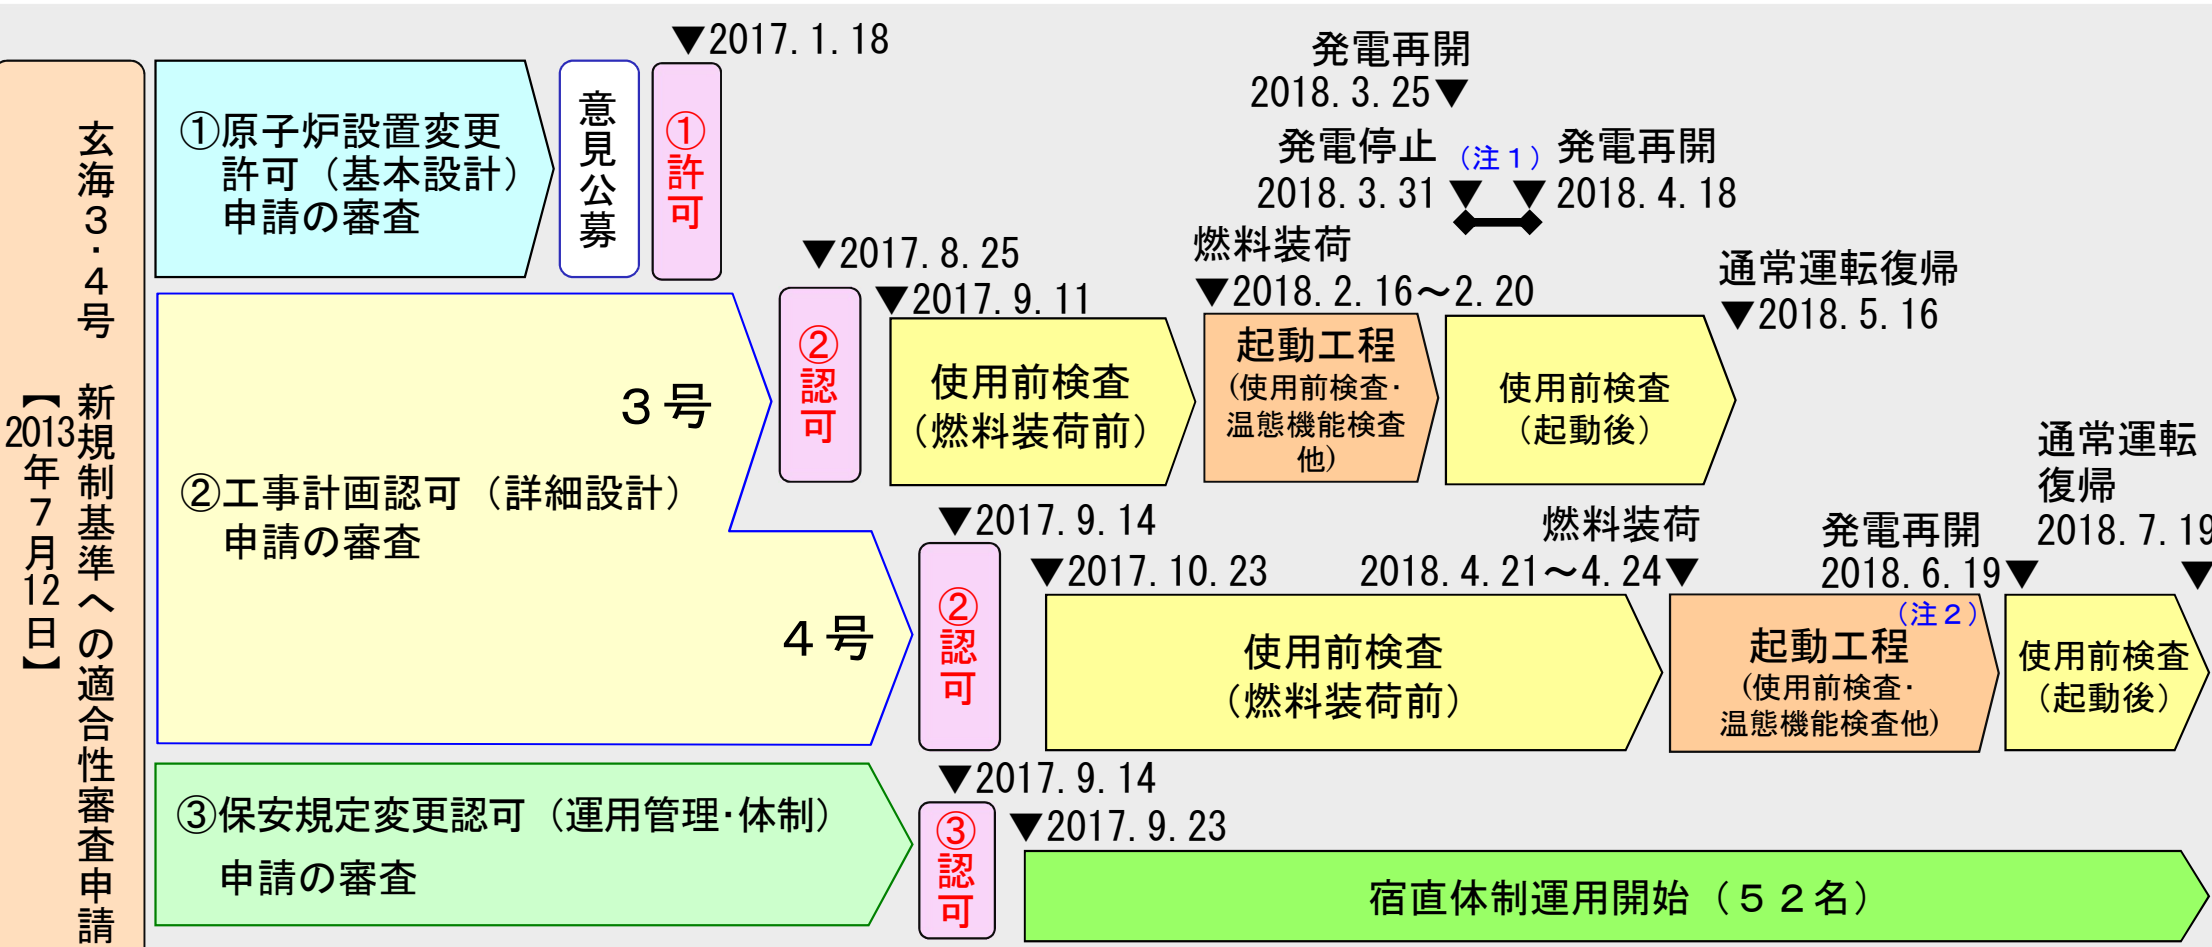 玄海３・４号　新規制基準への適合性審査申請
【2013年７月12日】
①原子炉設置変更
許可（基本設計）
申請の審査
意見公募
▼2017.1.18
①許可
発電再開
2018.3.25▼
発電停止
2018.3.31▼
（注１）
発電再開
▼2018.4.18
②工事計画認可（詳細設計）
申請の審査
３号
４号
▼2017.8.25
②認可
▼2017.9.11
使用前検査
（燃料装荷前）
燃料装荷
▼2018.2.16～2.20
起動工程
(使用前検査・
温態機能検査
他)
使用前検査
（起動後）
通常運転復帰
▼2018.5.16
▼2017.9.14
②認可
▼2017.10.23
使用前検査
（燃料装荷前）
燃料装荷
2018.4.21～4.24▼
発電再開
2018.6.19▼
（注２）
起動工程
(使用前検査・
温態機能検査他)
通常運転
復帰
2018.7.19
▼
使用前検査
（起動後）
③保安規定変更認可（運用管理・体制）
申請の審査
▼2017.9.14
③認可
▼2017.9.23
宿直体制運用開始（５２名）